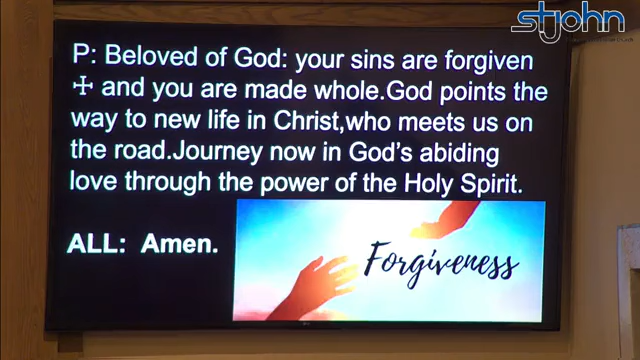 stjohn
P: Beloved of God: your sins are forgiven
☩ and you are made whole.God points the
way to new life in Christ,who meets us on
the road.Journey now in God's abiding
love through the power of the Holy Spirit.
ALL: Amen.
Forgiveness